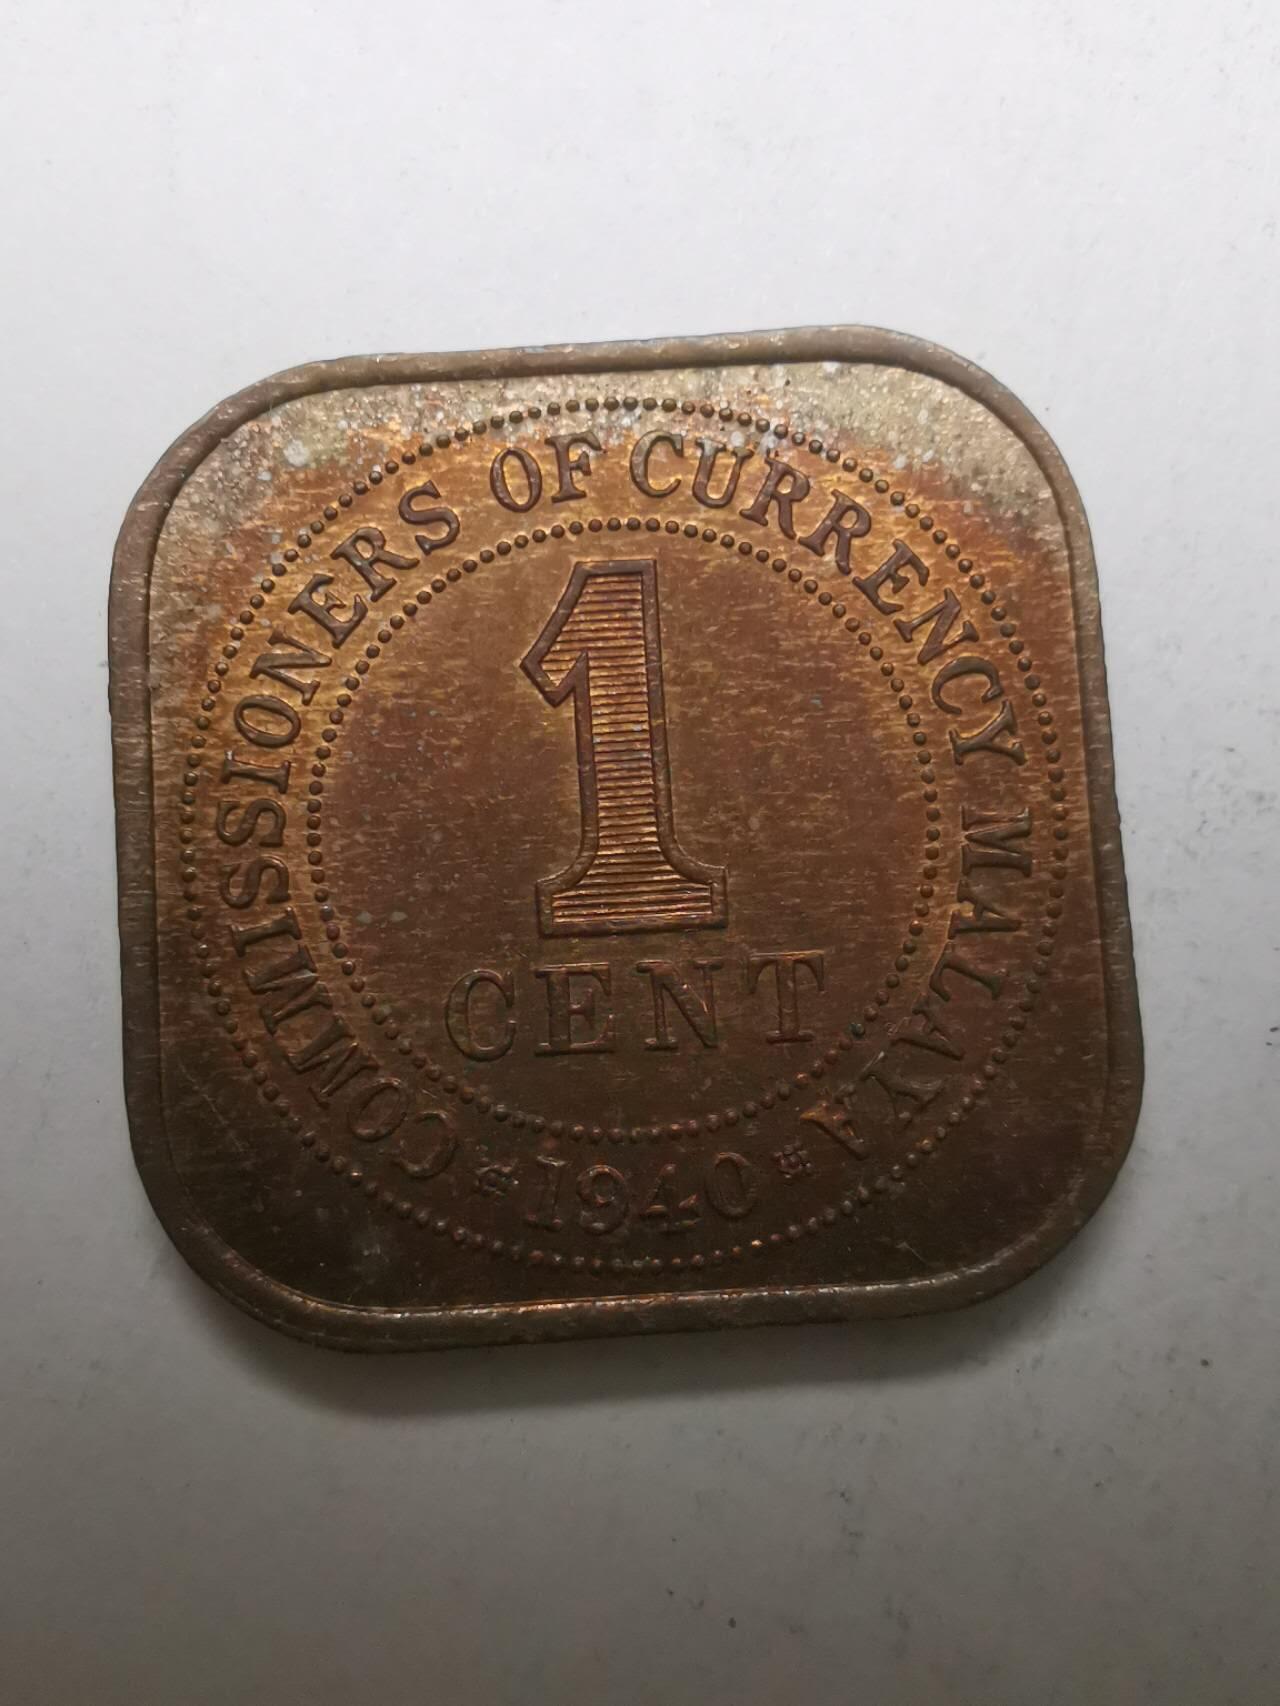 COMMISSIONERS OF CURRENCY MALAYA
1
CENT
1940